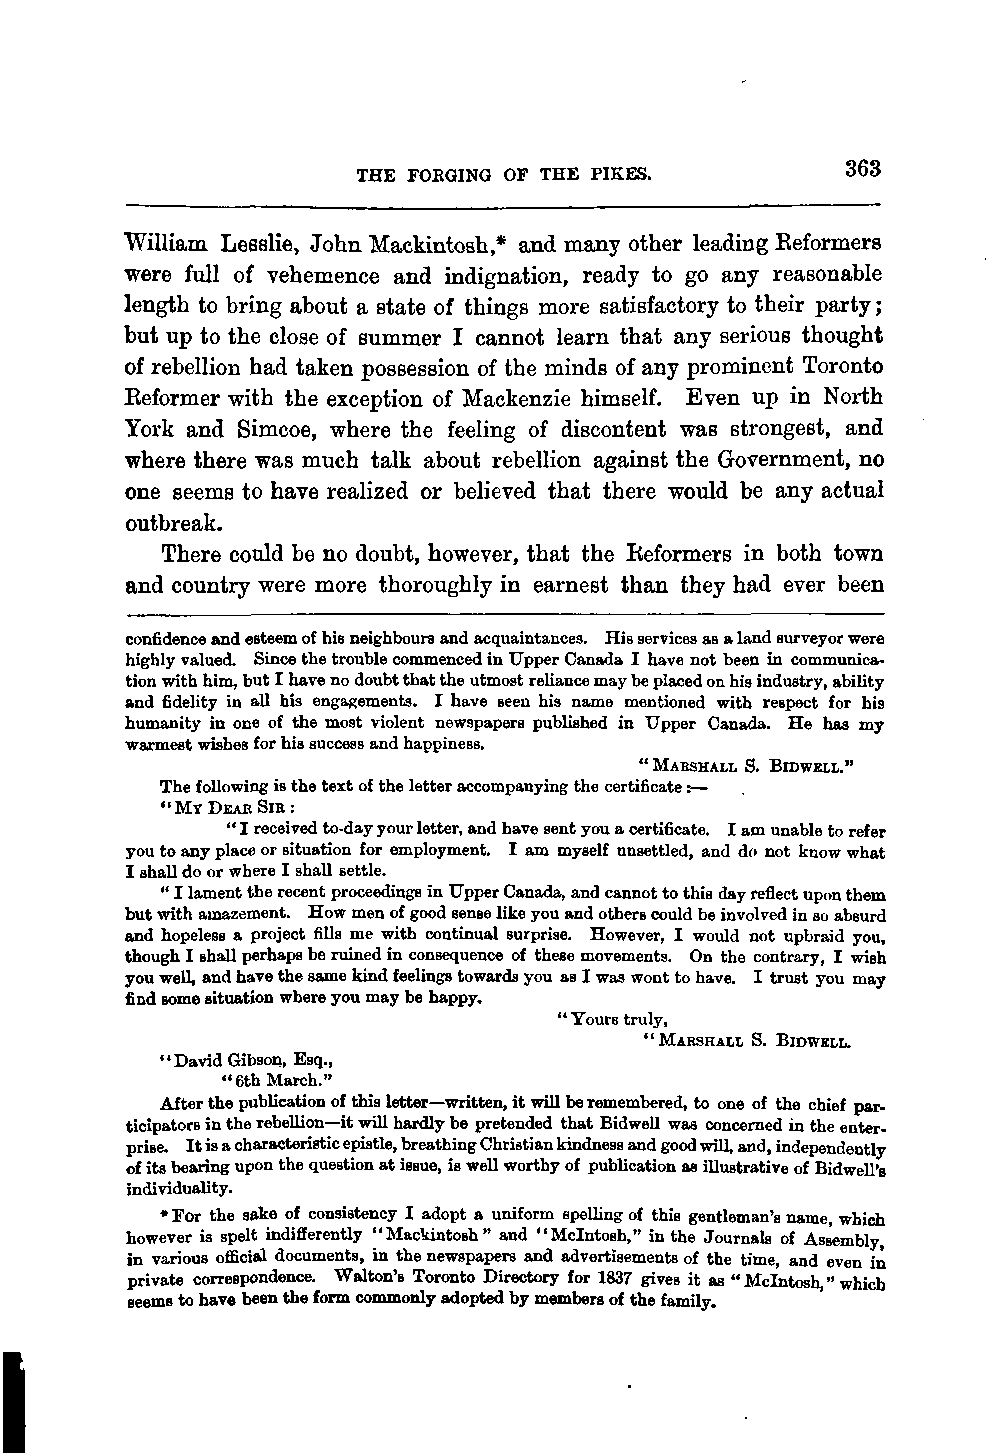 THE FORGING OF THE PIKES. 363
William Lesslie, John Mackintosh,* and many other leading Reformers
were full of vehemence and indignation, ready to go any reasonable
length to bring about a state of things more satisfactory to their party;
but up to the close of summer I cannot learn that any serious thought
of rebellion had taken possession of the minds of any prominent Toronto
Reformer with the exception of Mackenzie himself. Even up in North
York and Simcoe, where the feeling of discontent was strongest, and
where there was much talk about rebellion against the Government, no
one seems to have realized or believed that there would be any actual
outbreak.
There could be no doubt, however, that the Reformers in both town
and country were more thoroughly in earnest than they had ever been
confidence and esteem of his neighbours and acquaintances. His services as a land surveyor were
highly valued. Since the trouble commenced in Upper Canada I have not been in communica-
tion with him, but I have no doubt that the utmost reliance may be placed on his industry, ability
and fidelity in all his engagements. I have seen his name mentioned with respect for his
humanity in one of the most violent newspapers published in Upper Canada. He has my
warmest wishes for his success and happiness.
"MARSHALL S. BIDWELL."
The following is the text of the letter accompanying the certificate:—
"MY DEAR SIR:
"I received to-day your letter, and have sent you a certificate. I am unable to refer
you to any place or situation for employment. I am myself unsettled, and do not know what
I shall do or where I shall settle.
"I lament the recent proceedings in Upper Canada, and cannot to this day reflect upon them
but with amazement. How men of good sense like you and others could be involved in so absurd
and hopeless a project fills me with continual surprise. However, I would not upbraid you,
though I shall perhaps be ruined in consequence of these movements. On the contrary, I wish
you well, and have the same kind feelings towards you as I was wont to have. I trust you may
find some situation where you may be happy.
"Yours truly,
"MARSHALL S. BIDWELL.
"David Gibson, Esq.,
"6th March."
After the publication of this letter—written, it will be remembered, to one of the chief par-
ticipators in the rebellion—it will hardly be pretended that Bidwell was concerned in the enter-
prise. It is a characteristic epistle, breathing Christian kindness and good will, and, independently
of its bearing upon the question at issue, is well worthy of publication as illustrative of Bidwell's
individuality.
*For the sake of consistency I adopt a uniform spelling of this gentleman's name, which
however is spelt indifferently "Mackintosh" and "McIntosh," in the Journals of Assembly,
in various official documents, in the newspapers and advertisements of the time, and even in
private correspondence. Walton's Toronto Directory for 1837 gives it as "McIntosh," which
seems to have been the form commonly adopted by members of the family.